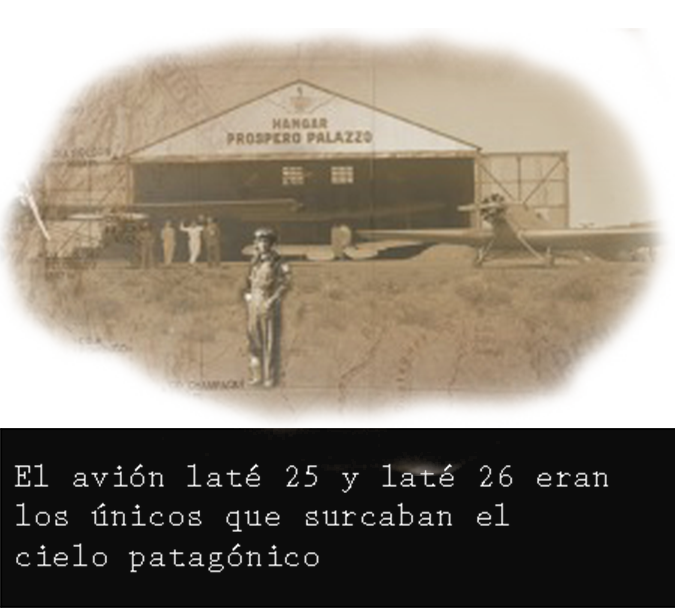 HANGAR
PROSPERO PALAZZO
El avión laté 25 y laté 26 eran
los únicos que surcaban el
cielo patagónico